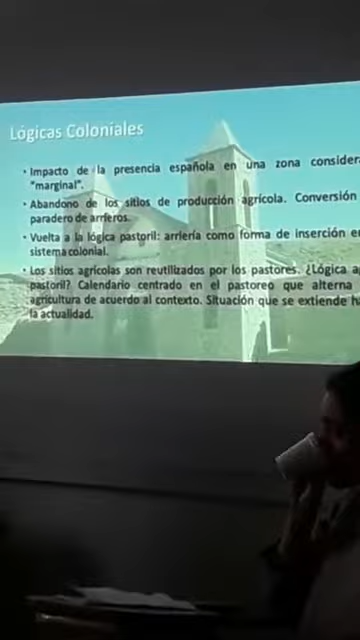 Lógicas Coloniales
• Impacto de la presencia española en una zona consider
"marginal".
• Abandono de los sitios de producción agrícola. Conversión
paradero de arrieros.
• Vuelta a la lógica pastoril: arriería como forma de inserción e
sistema colonial.
• Los sitios agrícolas son reutilizados por los pastores. ¿Lógica a
pastoril? Calendario centrado en el pastoreo que alterna
agricultura de acuerdo al contexto. Situación que se extiende h
la actualidad.